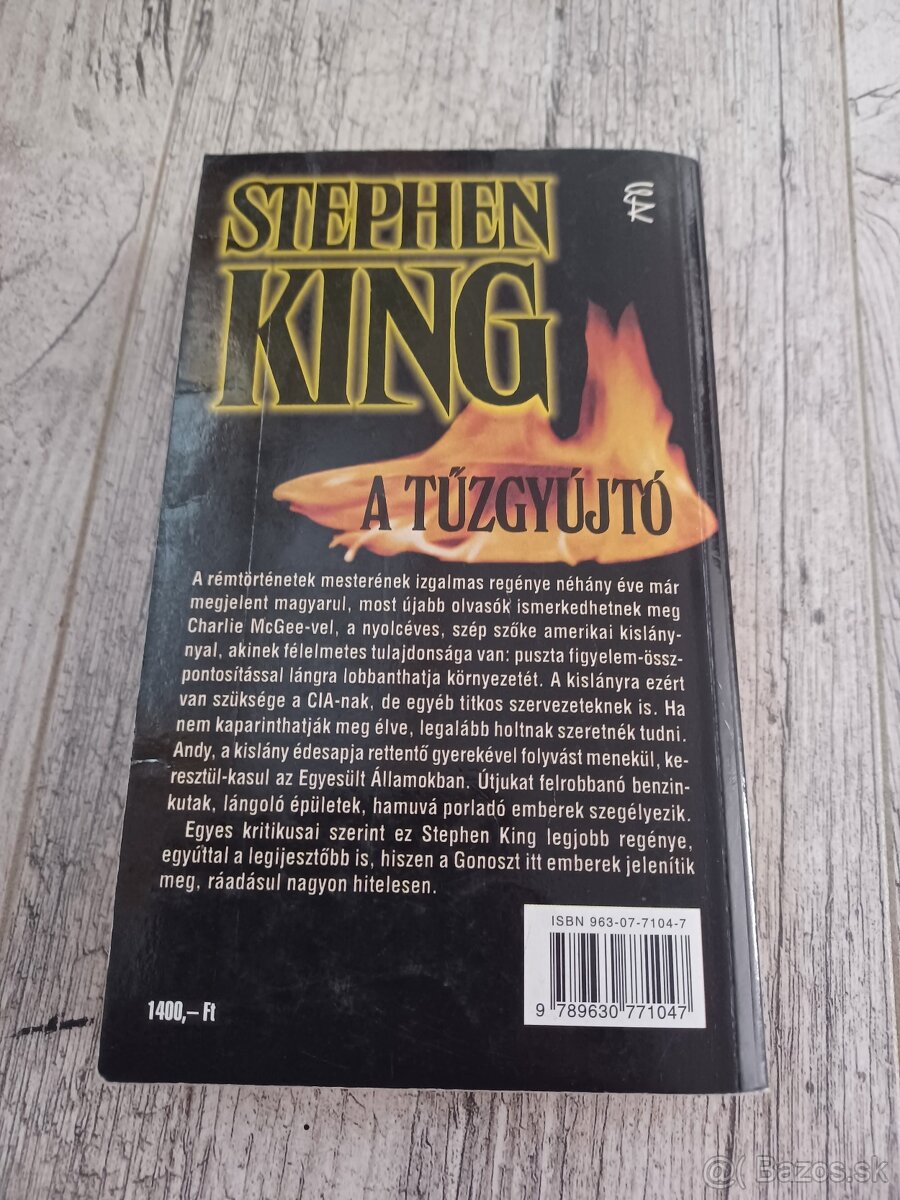 STEPHEN
KING
A TŰZGYÚJTÓ
A rémtörténetek mesterének izgalmas regénye néhány éve már
megjelent magyarul, most újabb olvasók ismerkedhetnek meg
Charlie McGee-vel, a nyolcéves, szép szőke amerikai kislány-
nyal, akinek félelmetes tulajdonsága van: puszta figyelem-össz-
pontosítással lángra lobbanthatja környezetét. A kislányra ezért
van szüksége a CIA-nak, de egyéb titkos szervezeteknek is. Ha
nem kaparinthatják meg élve, legalább holtnak szeretnék tudni.
Andy, a kislány édesapja rettentő gyerekével folyvást menekül, ke-
resztül-kasul az Egyesült Államokban. Útjukat felrobbanó benzin-
kutak, lángoló épületek, hamuvá porladó emberek szegélyezik.
Egyes kritikusai szerint ez Stephen King legjobb regénye,
egyúttal a legijesztőbb is, hiszen a Gonoszt itt emberek jelenítik
meg, ráadásul nagyon hitelesen.
ISBN 963-07-7104-7
9 789630 771047
1400,– Ft
Bazos.sk